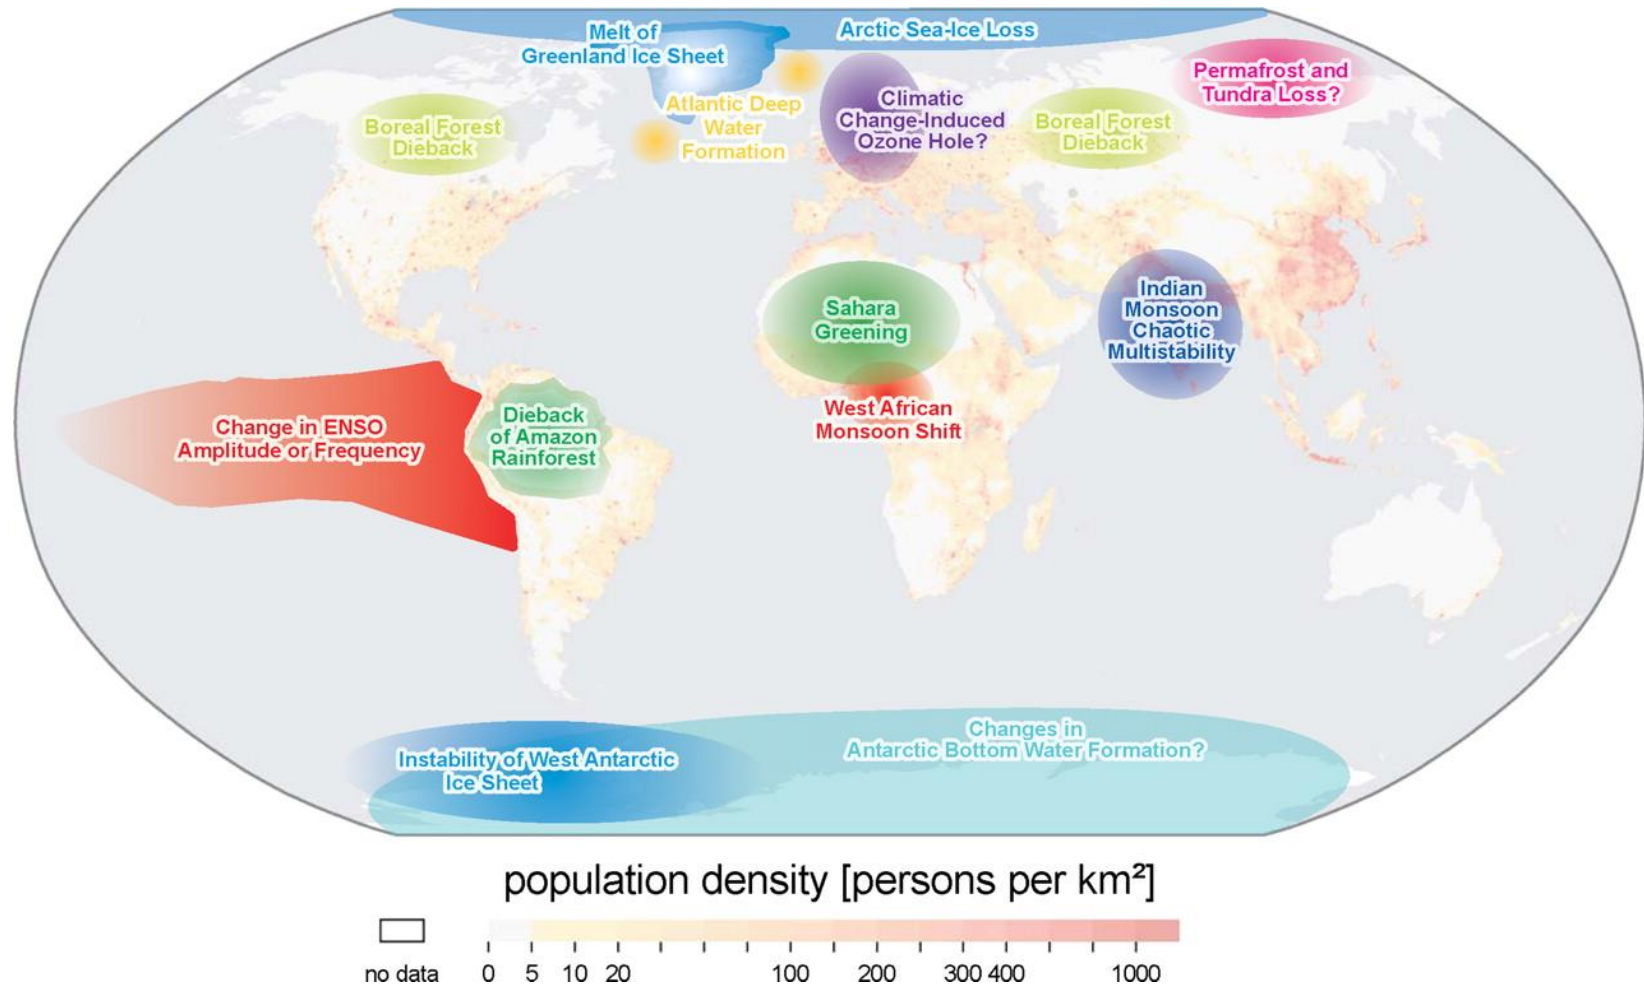 Melt of
Greenland Ice Sheet
Arctic Sea-Ice Loss
Permafrost and
Tundra Loss?
Atlantic Deep
Water
Formation
Climatic
Change-Induced
Ozone Hole?
Boreal Forest
Dieback
Boreal Forest
Dieback
Sahara
Greening
Indian
Monsoon
Chaotic
Multistability
West African
Monsoon Shift
Change in ENSO
Amplitude or Frequency
Dieback
of Amazon
Rainforest
Changes in
Antarctic Bottom Water Formation?
Instability of West Antarctic
Ice Sheet
population density [persons per km²]
no data 0 5 10 20 100 200 300 400 1000